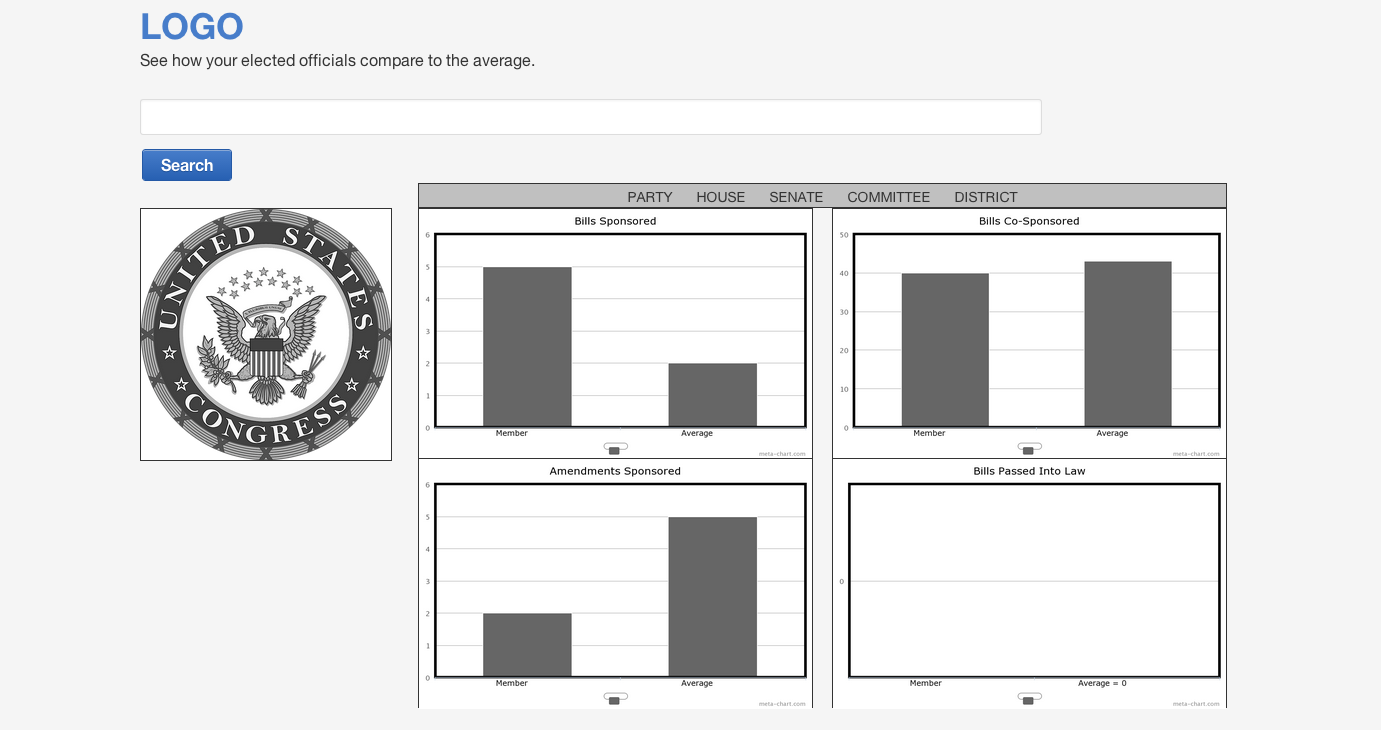 LOGO
See how your elected officials compare to the average.
Search
PARTY HOUSE SENATE COMMITTEE DISTRICT
UNITED STATES
CONGRESS
Bills Sponsored
6
5
4
3
2
1
0
Member Average
meta-chart.com
Bills Co-Sponsored
50
40
30
20
10
0
Member Average
meta-chart.com
Amendments Sponsored
6
5
4
3
2
1
0
Member Average
meta-chart.com
Bills Passed Into Law
0
Member Average = 0
meta-chart.com